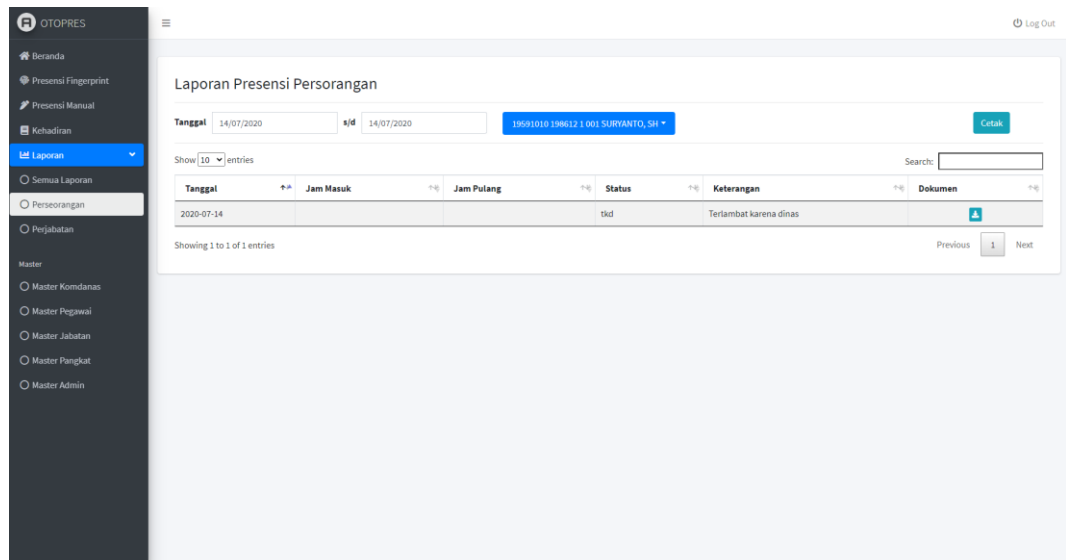 OTOPRES
Log Out
Beranda
Presensi Fingerprint
Presensi Manual
Kehadiran
Laporan
Semua Laporan
Perseorangan
Perjabatan
Master
Master Komdanas
Master Pegawai
Master Jabatan
Master Pangkat
Master Admin
Laporan Presensi Persorangan
Tanggal 14/07/2020 s/d 14/07/2020 19591010 198612 1 001 SURYANTO, SH Cetak
Show 10 entries Search:
Tanggal Jam Masuk Jam Pulang Status Keterangan Dokumen
2020-07-14 tkd Terlambat karena dinas
Showing 1 to 1 of 1 entries Previous 1 Next